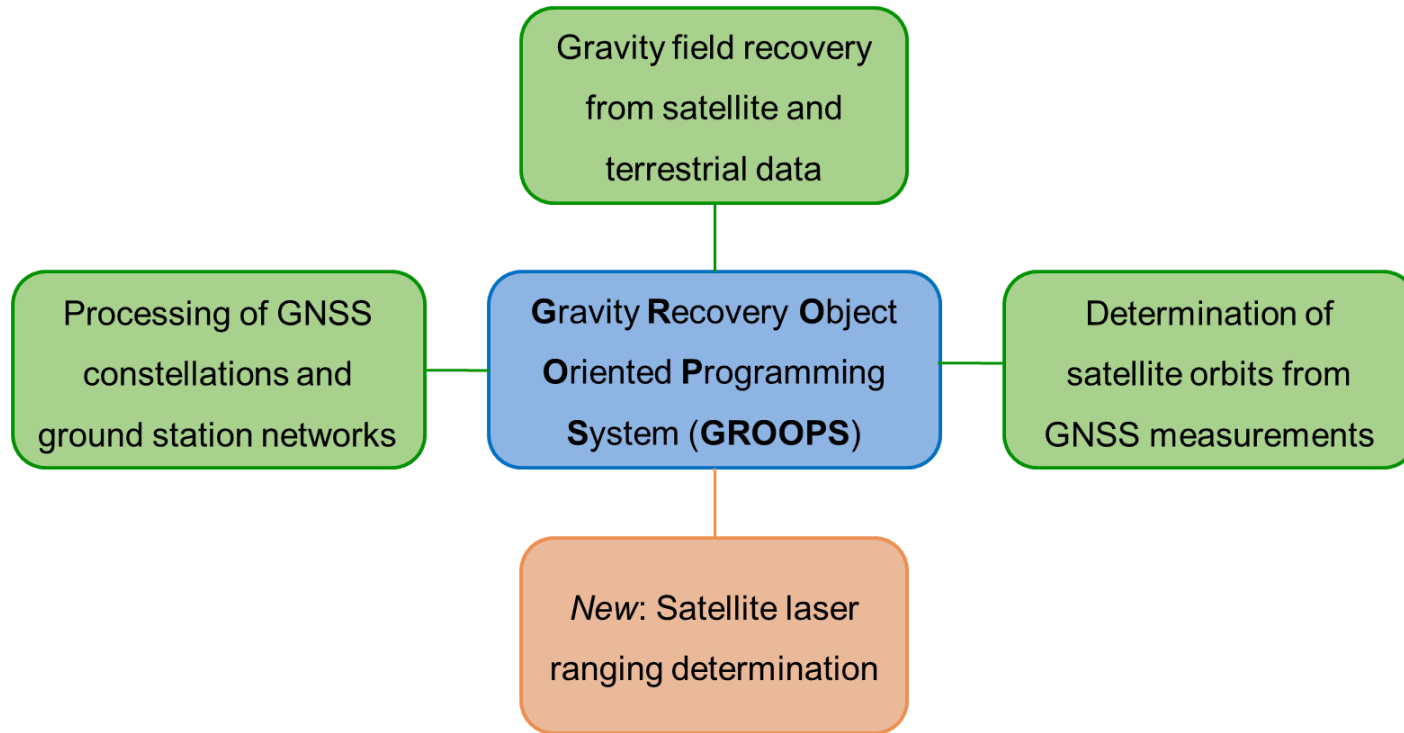 Gravity field recovery
from satellite and
terrestrial data
Processing of GNSS
constellations and
ground station networks
Gravity Recovery Object
Oriented Programming
System (GROOPS)
Determination of
satellite orbits from
GNSS measurements
New: Satellite laser
ranging determination